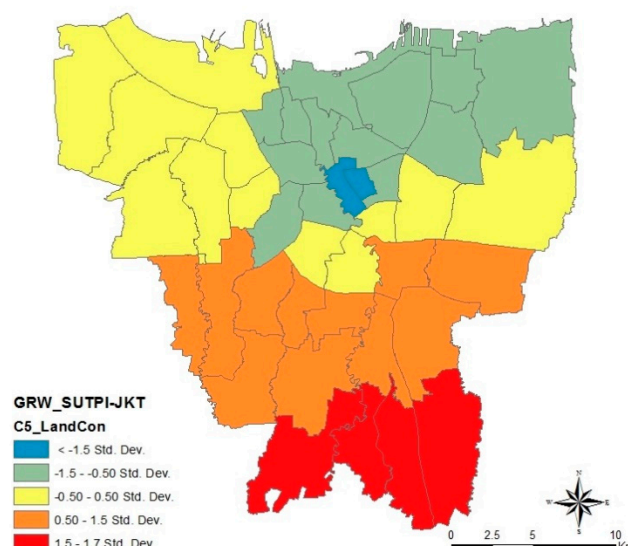 GRW_SUTPI-JKT
C5_LandCon
< -1.5 Std. Dev.
-1.5 - -0.50 Std. Dev.
-0.50 - 0.50 Std. Dev.
0.50 - 1.5 Std. Dev.
1.5 - 1.7 Std. Dev.
N
W E
S
0 2.5 5 10